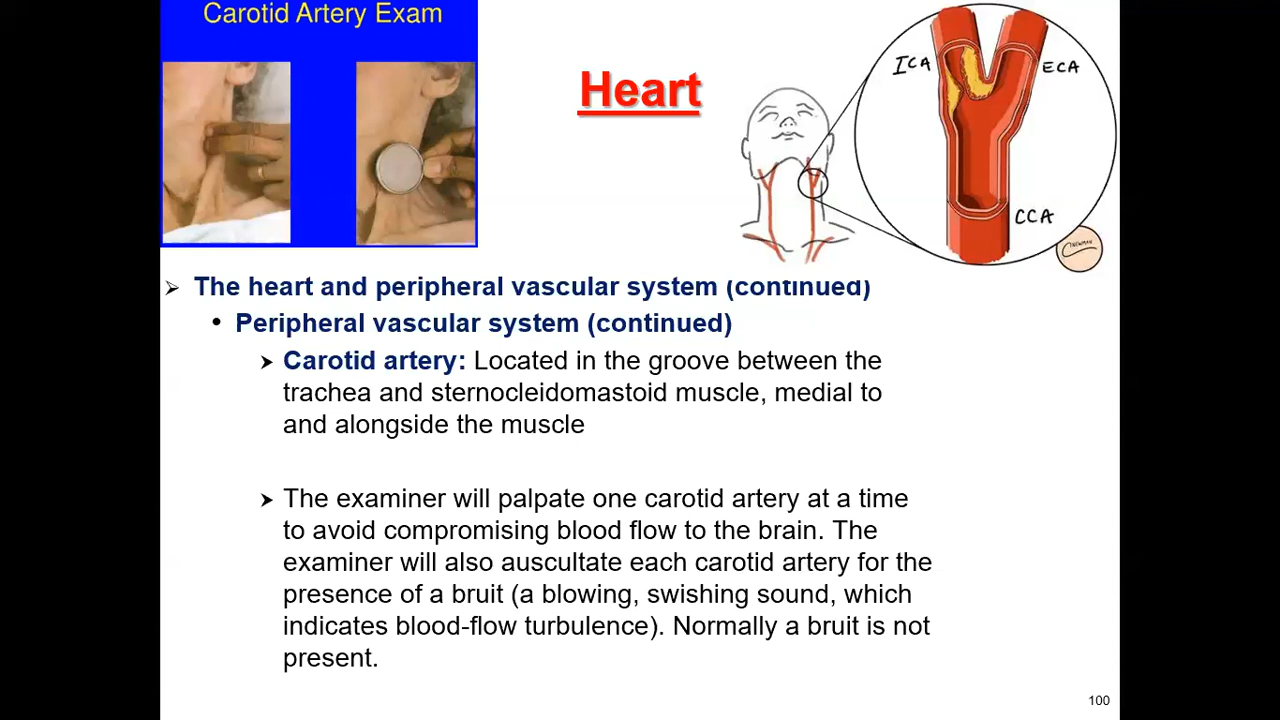 Carotid Artery Exam
Heart
ICA
ECA
CCA
CNEWMAN
➢ The heart and peripheral vascular system (continued)
• Peripheral vascular system (continued)
➤ Carotid artery: Located in the groove between the
trachea and sternocleidomastoid muscle, medial to
and alongside the muscle
➤ The examiner will palpate one carotid artery at a time
to avoid compromising blood flow to the brain. The
examiner will also auscultate each carotid artery for the
presence of a bruit (a blowing, swishing sound, which
indicates blood-flow turbulence). Normally a bruit is not
present.
100